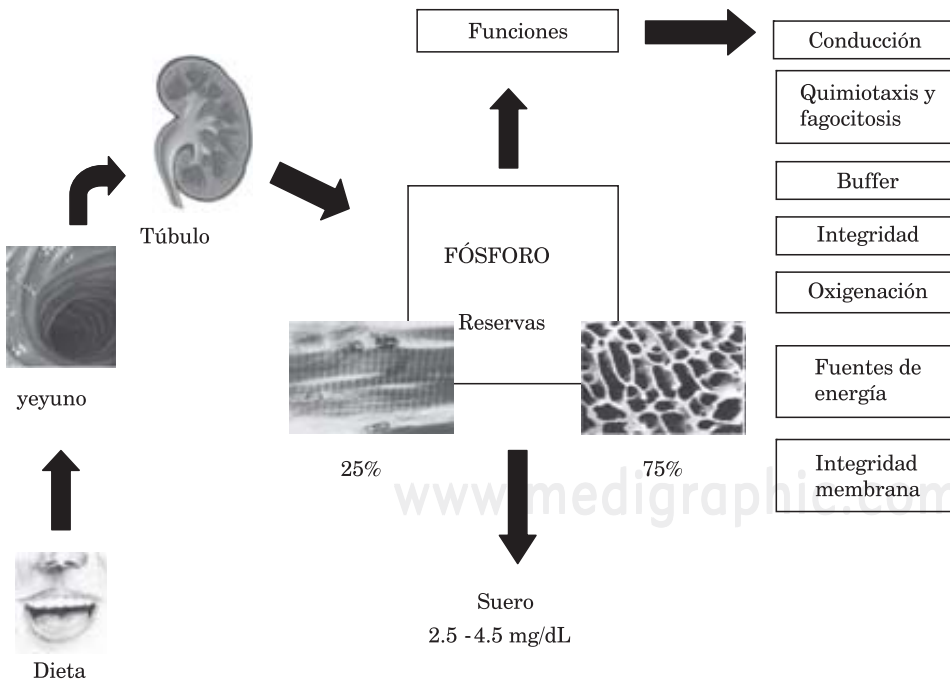 Funciones
Conducción
Quimiotaxis y
fagocitosis
Buffer
Integridad
Oxigenación
Fuentes de
energía
Integridad
membrana
Túbulo
FÓSFORO
Reservas
yeyuno
25%
75%
www.medigraphic.com
Suero
2.5 -4.5 mg/dL
Dieta